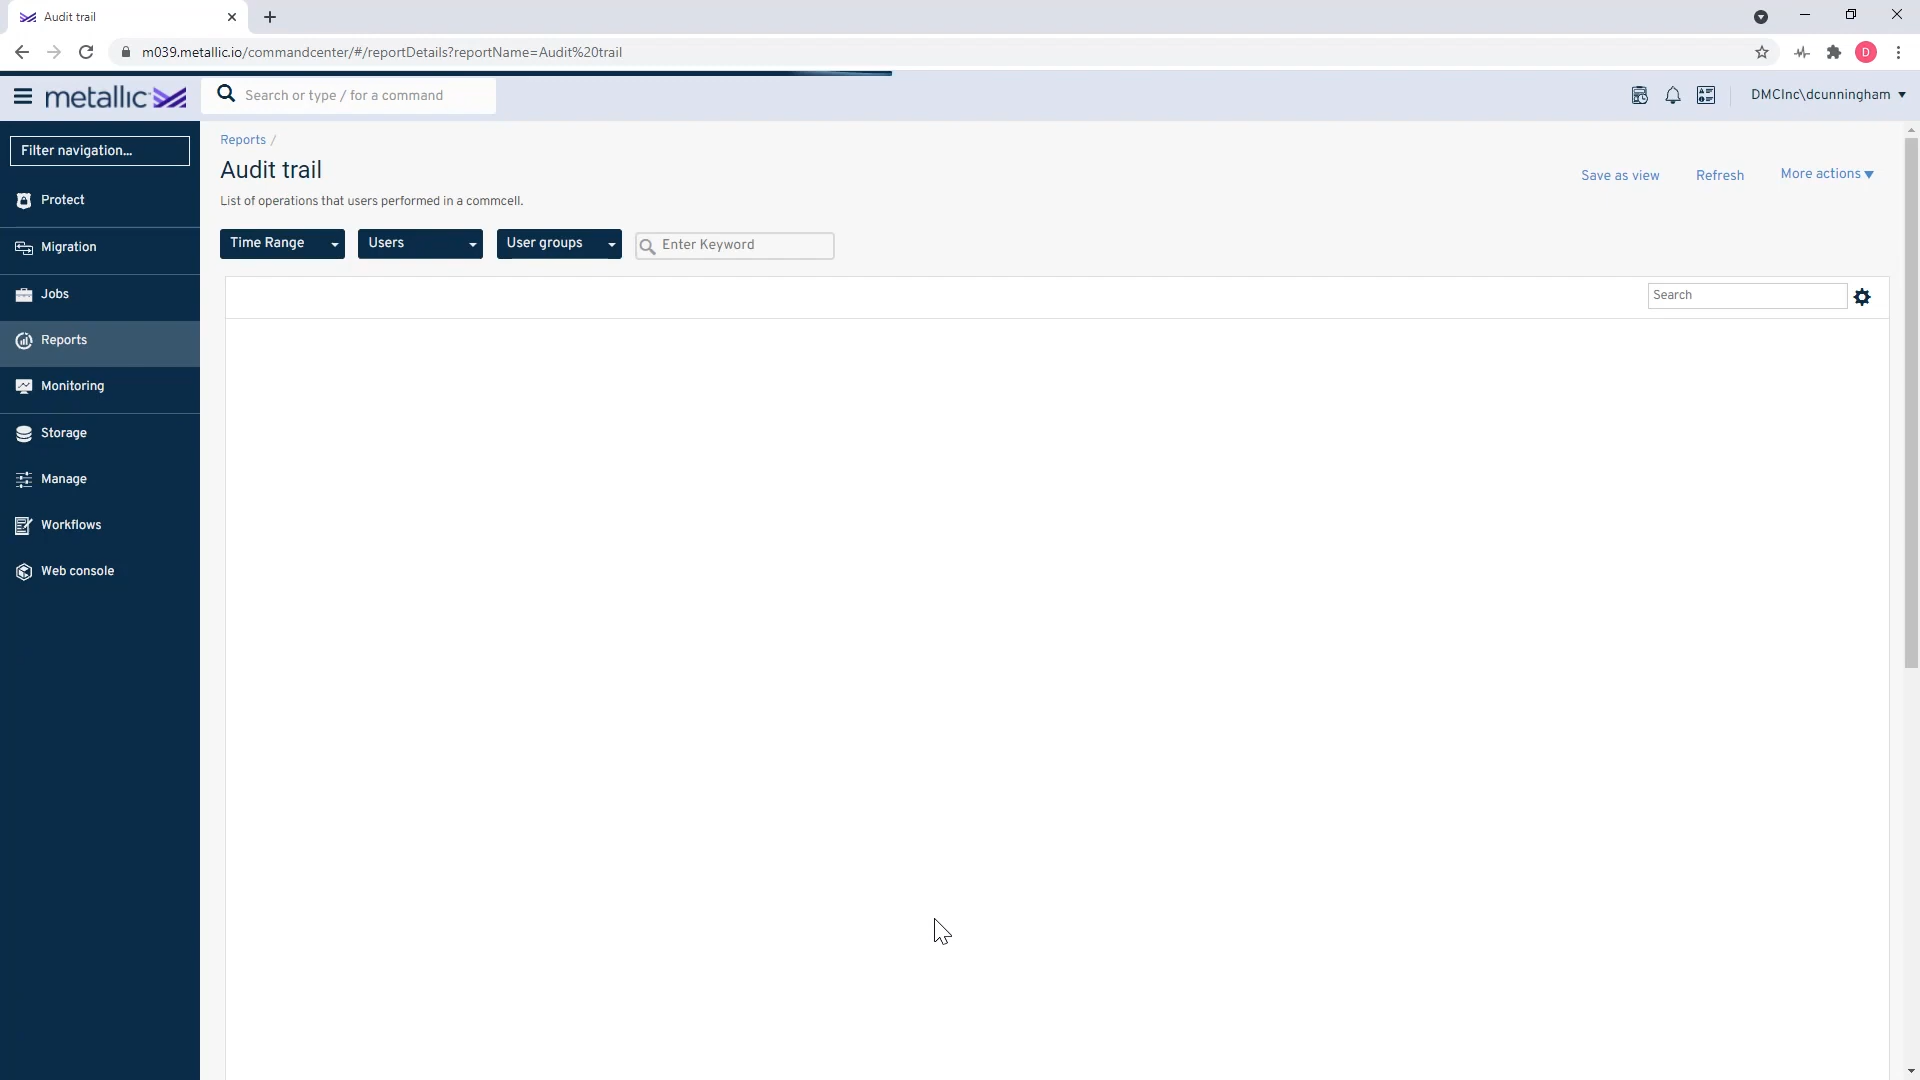 Audit trail
m039.metallic.io/commandcenter/#/reportDetails?reportName=Audit%20trail
D
metallic
Search or type / for a command
DMCInc\dcunningham
Filter navigation...
Protect
Migration
Jobs
Reports
Monitoring
Storage
Manage
Workflows
Web console
Reports /
Audit trail
List of operations that users performed in a commcell.
Save as view
Refresh
More actions
Time Range
Users
User groups
Enter Keyword
Search